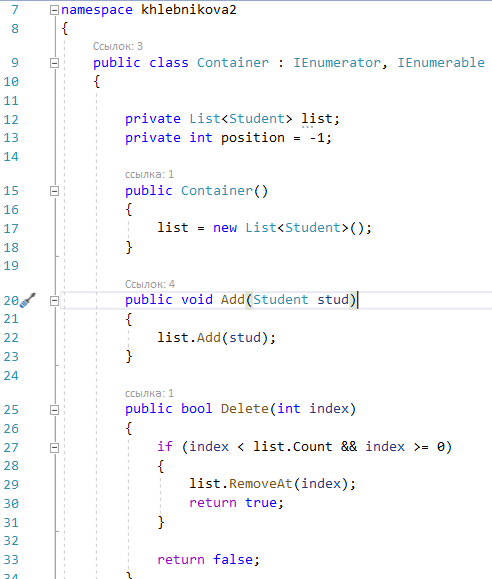 7 namespace khlebnikova2
8 {
Ссылок: 3
9 public class Container : IEnumerator, IEnumerable
10 {
11
12 private List<Student> list;
13 private int position = -1;
14
ссылка: 1
15 public Container()
16 {
17 list = new List<Student>();
18 }
19
Ссылок: 4
20 public void Add(Student stud)
21 {
22 list.Add(stud);
23 }
24
ссылка: 1
25 public bool Delete(int index)
26 {
27 if (index < list.Count && index >= 0)
28 {
29 list.RemoveAt(index);
30 return true;
31 }
32
33 return false;
34 }